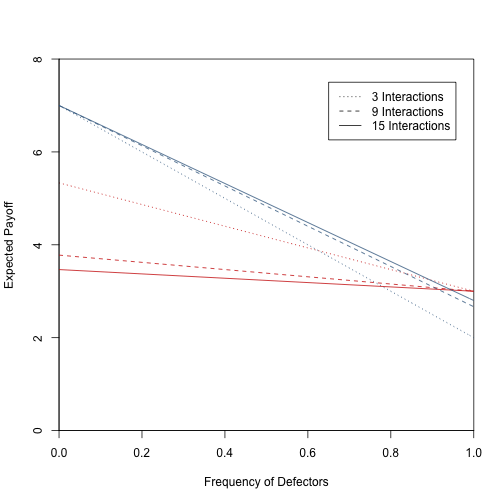 8
6
4
2
0
Expected Payoff
3 Interactions
9 Interactions
15 Interactions
0.0 0.2 0.4 0.6 0.8 1.0
Frequency of Defectors